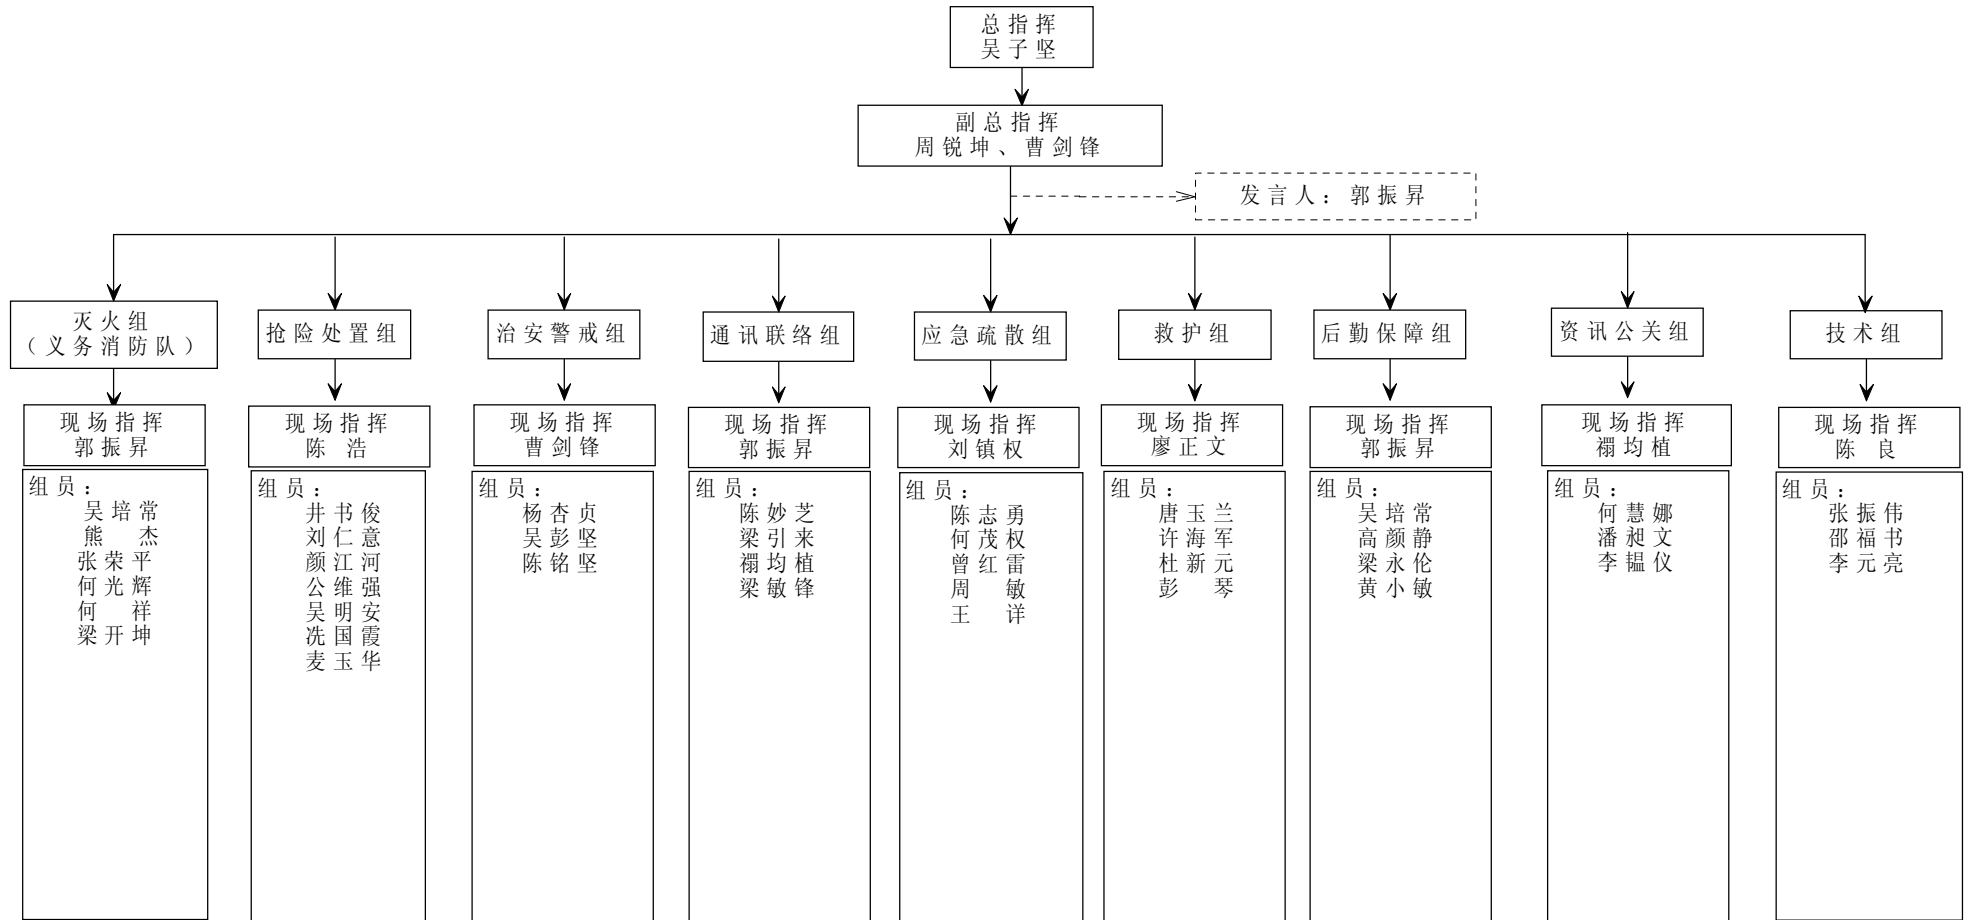 总指挥
吴子坚
副总指挥
周锐坤、曹剑锋
发言人：郭振昇
灭火组
（义务消防队）
现场指挥
郭振昇
组员：
吴培常
熊杰
张荣平
何光辉
何祥
梁开坤
抢险处置组
现场指挥
陈浩
组员：
井书俊
刘仁意
颜江河
公维强
吴明安
冼国霞
麦玉华
治安警戒组
现场指挥
曹剑锋
组员：
杨杏贞
吴彭坚
陈铭坚
通讯联络组
现场指挥
郭振昇
组员：
陈妙芝
梁引来
禤均植
梁敏锋
应急疏散组
现场指挥
刘镇权
组员：
陈志勇
何茂权
曾红雷
周敏
王详
救护组
现场指挥
廖正文
组员：
唐玉兰
许海军
杜新元
彭琴
后勤保障组
现场指挥
郭振昇
组员：
吴培常
高颜静
梁永伦
黄小敏
资讯公关组
现场指挥
禤均植
组员：
何慧娜
潘昶文
李韫仪
技术组
现场指挥
陈良
组员：
张振伟
邵福书
李元亮